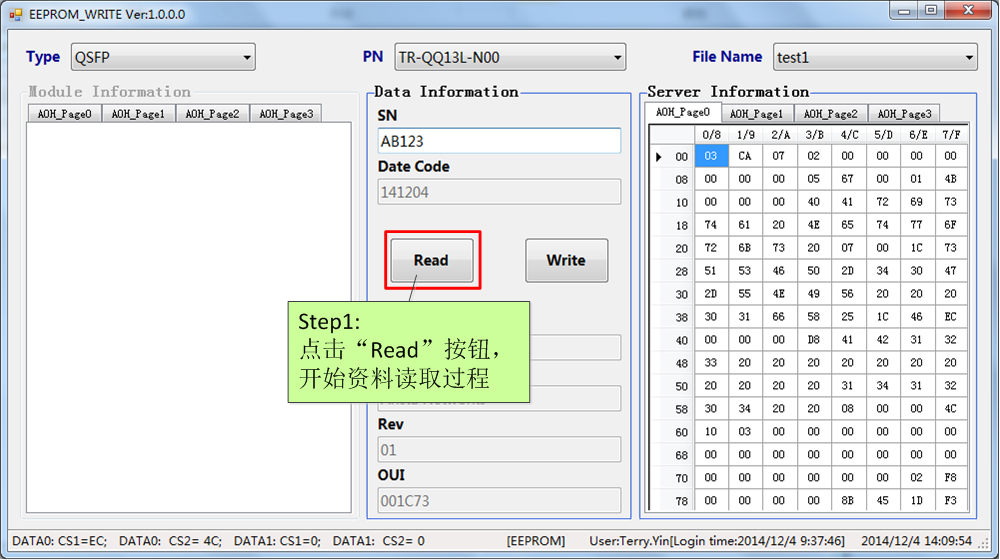 EEPROM_WRITE Ver:1.0.0.0
Type QSFP PN TR-QQ13L-N00 File Name test1
Module Information
A0H_Page0 A0H_Page1 A0H_Page2 A0H_Page3
Data Information
SN
AB123
Date Code
141204
Read Write
Step1:
点击“Read”按钮，
开始资料读取过程
Rev
01
OUI
001C73
Server Information
A0H_Page0 A0H_Page1 A0H_Page2 A0H_Page3
0/8 1/9 2/A 3/B 4/C 5/D 6/E 7/F
00 03 CA 07 02 00 00 00 00
08 00 00 00 05 67 00 01 4B
10 00 00 00 40 41 72 69 73
18 74 61 20 4E 65 74 77 6F
20 72 6B 73 20 07 00 1C 73
28 51 53 46 50 2D 34 30 47
30 2D 55 4E 49 56 20 20 20
38 30 31 66 58 25 1C 46 EC
40 00 00 00 D8 41 42 31 32
48 33 20 20 20 20 20 20 20
50 20 20 20 20 31 34 31 32
58 30 34 20 20 08 00 00 4C
60 10 03 00 00 00 00 00 00
68 00 00 00 00 00 00 00 00
70 00 00 00 00 00 00 02 F8
78 00 00 00 00 8B 45 1D F3
DATA0: CS1=EC; DATA0: CS2= 4C; DATA1: CS1=0; DATA1: CS2= 0 [EEPROM] User:Terry.Yin[Login time:2014/12/4 9:37:46] 2014/12/4 14:09:54